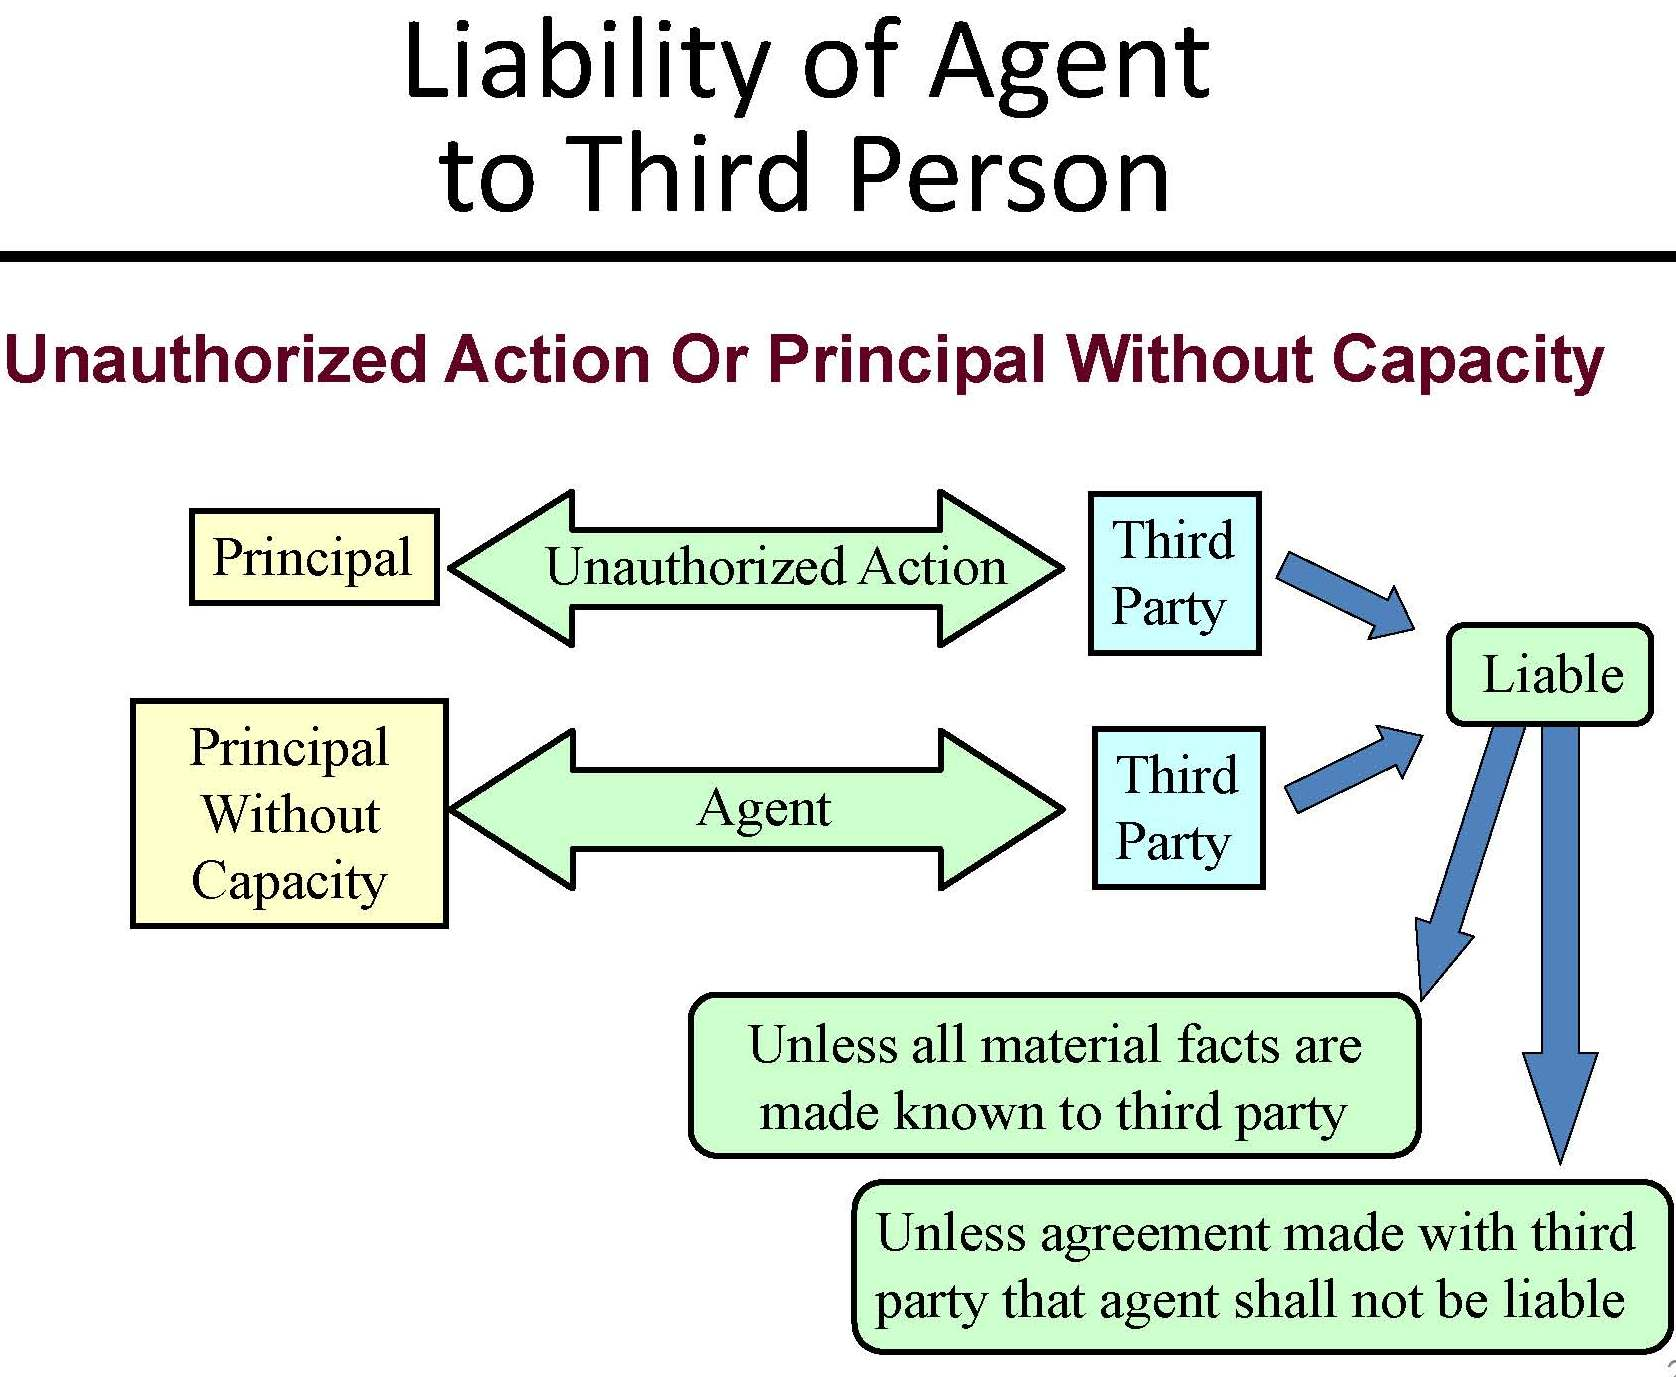 Liability of Agent
to Third Person
Unauthorized Action Or Principal Without Capacity
Principal
Unauthorized Action
Third
Party
Liable
Principal
Without
Capacity
Agent
Third
Party
Unless all material facts are
made known to third party
Unless agreement made with third
party that agent shall not be liable